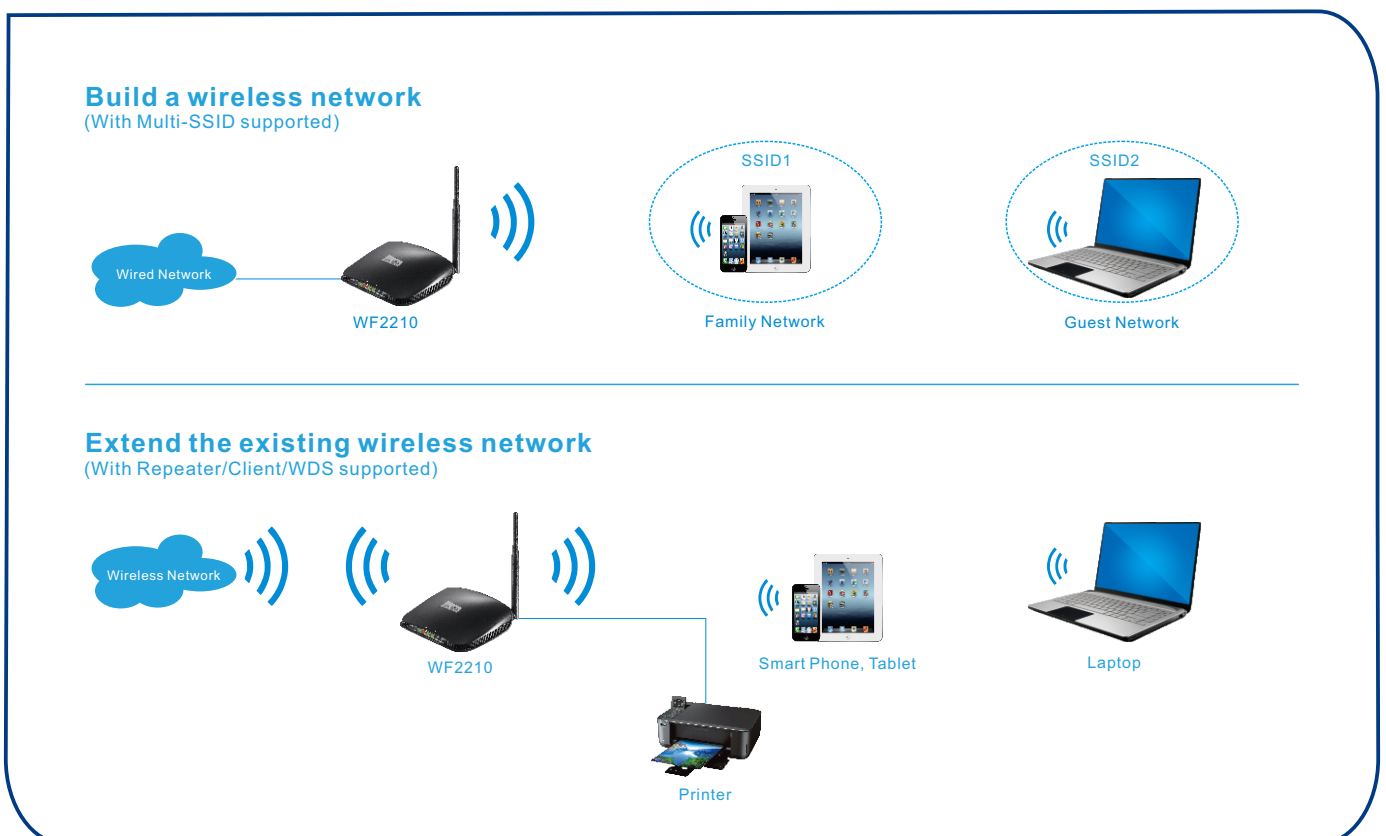 Build a wireless network
(With Multi-SSID supported)
SSID1
SSID2
Wired Network
WF2210
Family Network
Guest Network
Extend the existing wireless network
(With Repeater/Client/WDS supported)
Wireless Network
WF2210
Smart Phone, Tablet
Laptop
Printer